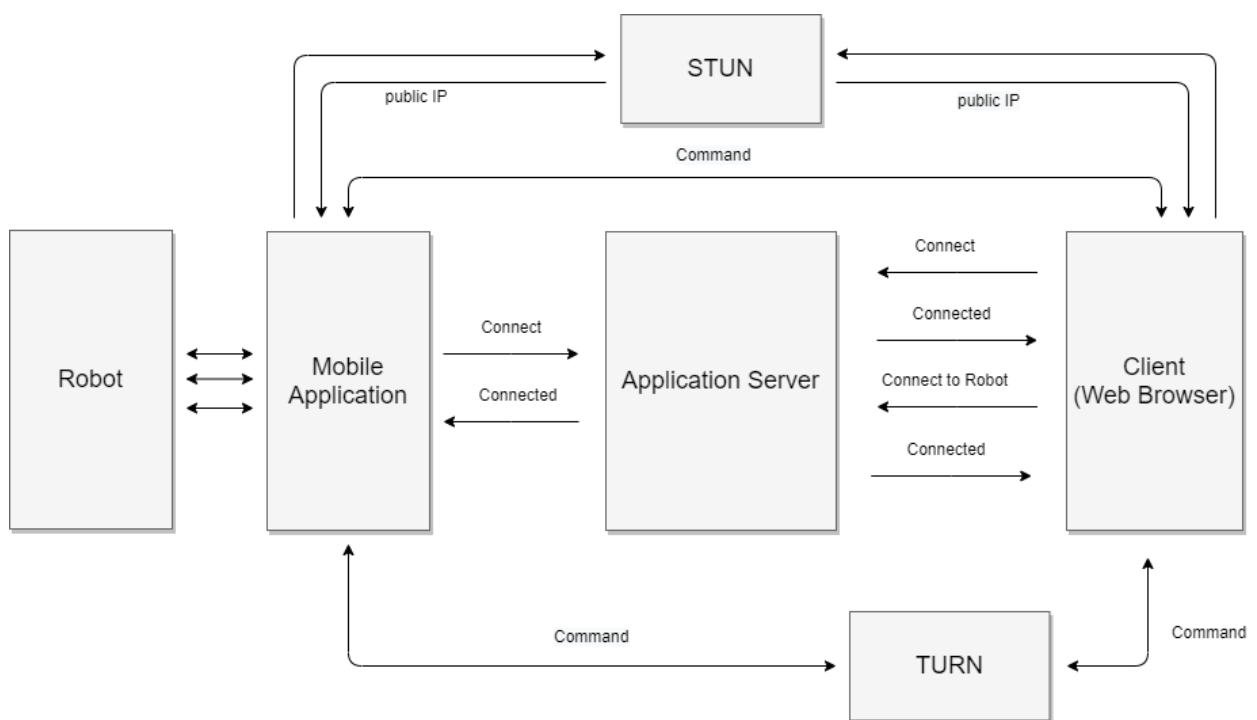 STUN
public IP
public IP
Command
Connect
Connected
Connect
Connected
Connect to Robot
Connected
Robot
Mobile
Application
Application Server
Client
(Web Browser)
Command
Command
TURN